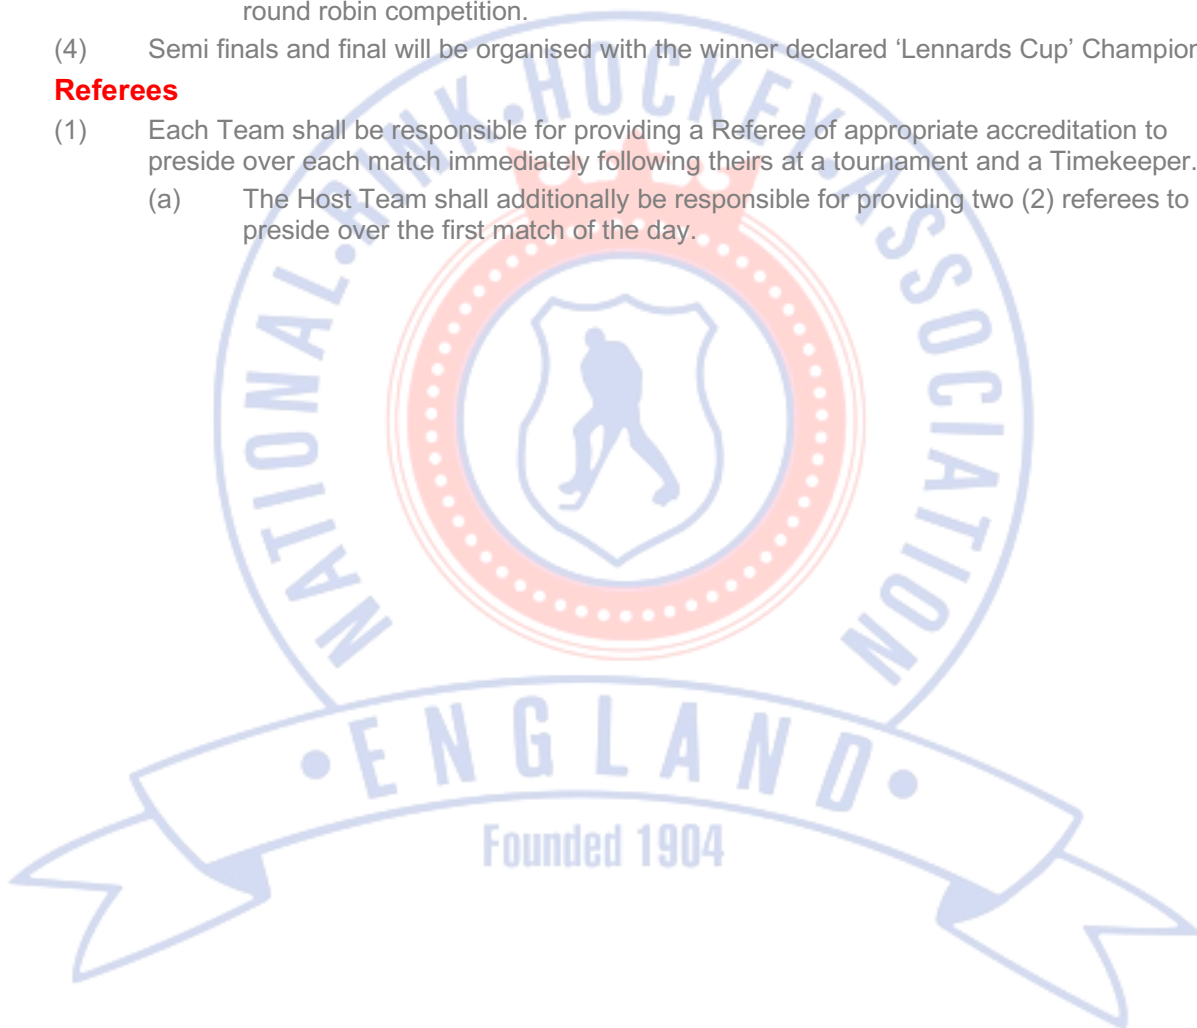 round robin competition.
(4) Semi finals and final will be organised with the winner declared ‘Lennards Cup’ Champion
Referees
(1) Each Team shall be responsible for providing a Referee of appropriate accreditation to
preside over each match immediately following theirs at a tournament and a Timekeeper.
(a) The Host Team shall additionally be responsible for providing two (2) referees to
preside over the first match of the day.
NATIONAL.RINK.HOCKEY.ASSOCIATION
•ENGLAND•
Founded 1904